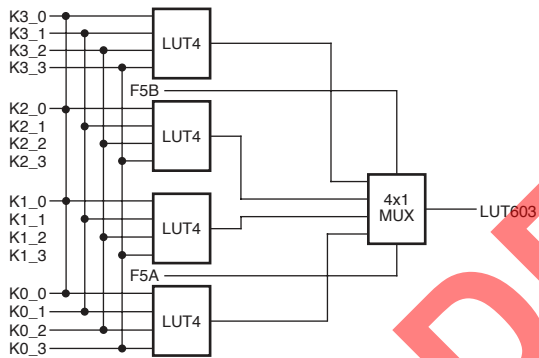 K3_0
K3_1
K3_2
K3_3
LUT4
F5B
K2_0
K2_1
K2_2
K2_3
LUT4
K1_0
K1_1
K1_2
K1_3
LUT4
4x1
MUX
LUT603
F5A
K0_0
K0_1
K0_2
K0_3
LUT4